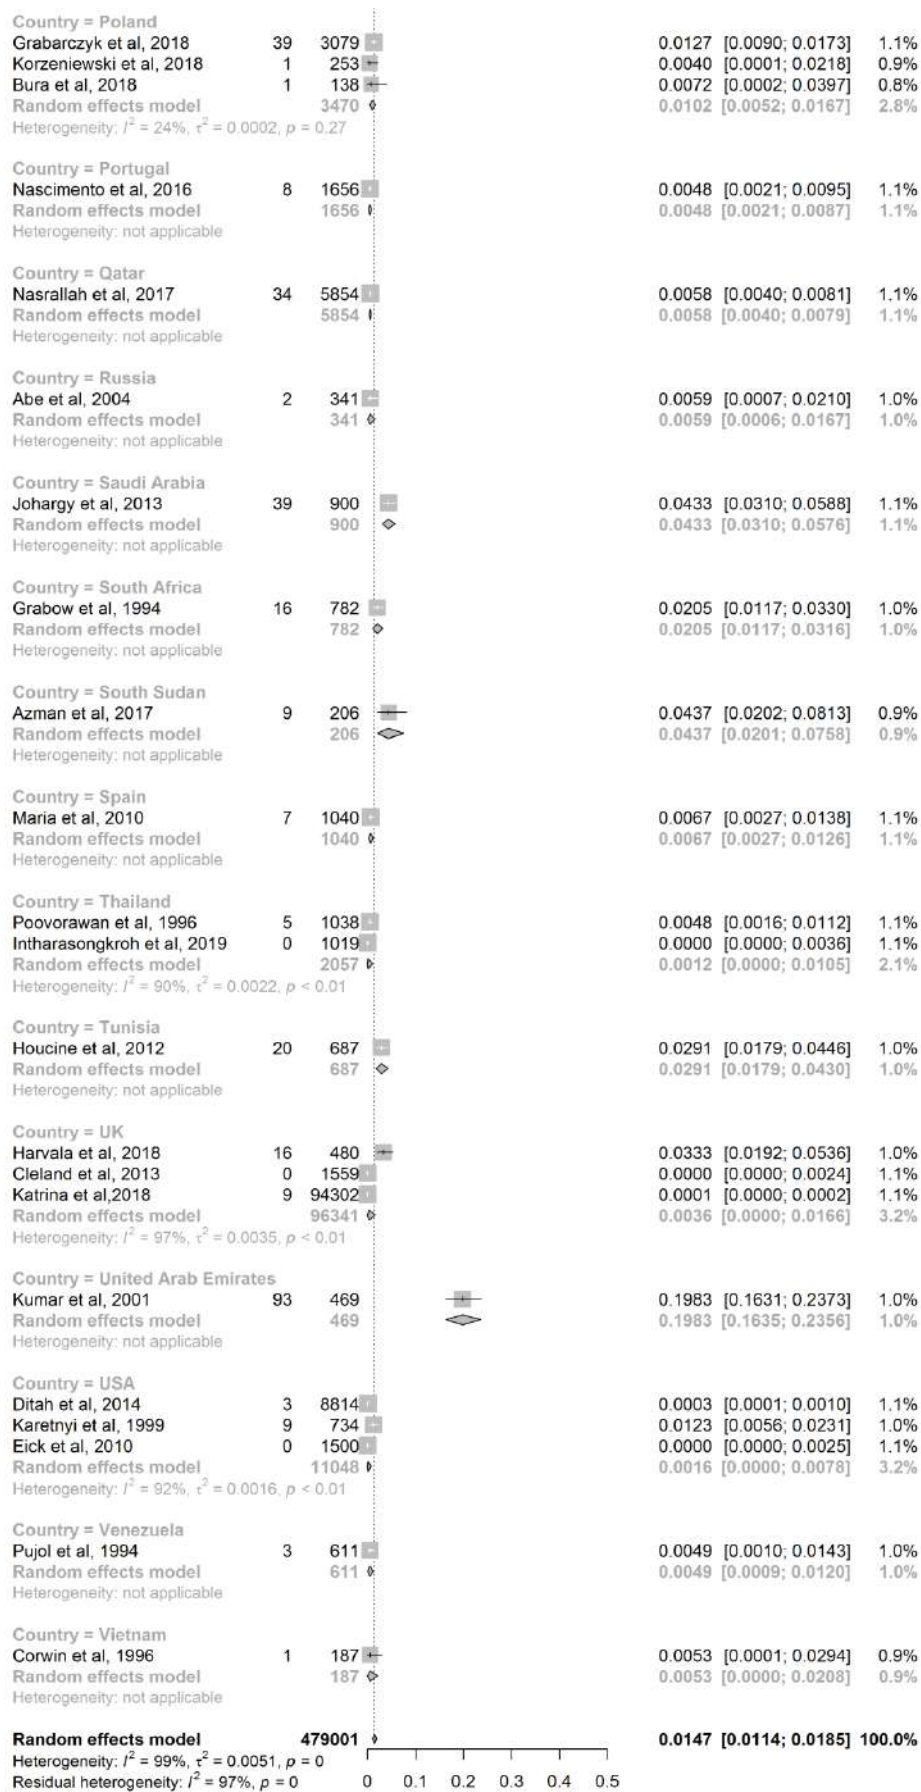 Country = Poland
Grabarczyk et al, 2018 39 3079 0.0127 [0.0090; 0.0173] 1.1%
Korzeniewski et al, 2018 1 253 0.0040 [0.0001; 0.0218] 0.9%
Bura et al, 2018 1 138 0.0072 [0.0002; 0.0397] 0.8%
Random effects model 3470 0.0102 [0.0052; 0.0167] 2.8%
Heterogeneity: I² = 24%, τ² = 0.0002, p = 0.27
Country = Portugal
Nascimento et al, 2016 8 1656 0.0048 [0.0021; 0.0095] 1.1%
Random effects model 1656 0.0048 [0.0021; 0.0087] 1.1%
Heterogeneity: not applicable
Country = Qatar
Nasrallah et al, 2017 34 5854 0.0058 [0.0040; 0.0081] 1.1%
Random effects model 5854 0.0058 [0.0040; 0.0079] 1.1%
Heterogeneity: not applicable
Country = Russia
Abe et al, 2004 2 341 0.0059 [0.0007; 0.0210] 1.0%
Random effects model 341 0.0059 [0.0006; 0.0167] 1.0%
Heterogeneity: not applicable
Country = Saudi Arabia
Johargy et al, 2013 39 900 0.0433 [0.0310; 0.0588] 1.1%
Random effects model 900 0.0433 [0.0310; 0.0576] 1.1%
Heterogeneity: not applicable
Country = South Africa
Grabow et al, 1994 16 782 0.0205 [0.0117; 0.0330] 1.0%
Random effects model 782 0.0205 [0.0117; 0.0316] 1.0%
Heterogeneity: not applicable
Country = South Sudan
Azman et al, 2017 9 206 0.0437 [0.0202; 0.0813] 0.9%
Random effects model 206 0.0437 [0.0201; 0.0758] 0.9%
Heterogeneity: not applicable
Country = Spain
Maria et al, 2010 7 1040 0.0067 [0.0027; 0.0138] 1.1%
Random effects model 1040 0.0067 [0.0027; 0.0126] 1.1%
Heterogeneity: not applicable
Country = Thailand
Poovorawan et al, 1996 5 1038 0.0048 [0.0016; 0.0112] 1.1%
Intharasongkroh et al, 2019 0 1019 0.0000 [0.0000; 0.0036] 1.1%
Random effects model 2057 0.0012 [0.0000; 0.0105] 2.1%
Heterogeneity: I² = 90%, τ² = 0.0022, p < 0.01
Country = Tunisia
Houcine et al, 2012 20 687 0.0291 [0.0179; 0.0446] 1.0%
Random effects model 687 0.0291 [0.0179; 0.0430] 1.0%
Heterogeneity: not applicable
Country = UK
Harvala et al, 2018 16 480 0.0333 [0.0192; 0.0536] 1.0%
Cleland et al, 2013 0 1559 0.0000 [0.0000; 0.0024] 1.1%
Katrina et al,2018 9 94302 0.0001 [0.0000; 0.0002] 1.1%
Random effects model 96341 0.0036 [0.0000; 0.0166] 3.2%
Heterogeneity: I² = 97%, τ² = 0.0035, p < 0.01
Country = United Arab Emirates
Kumar et al, 2001 93 469 0.1983 [0.1631; 0.2373] 1.0%
Random effects model 469 0.1983 [0.1635; 0.2356] 1.0%
Heterogeneity: not applicable
Country = USA
Ditah et al, 2014 3 8814 0.0003 [0.0001; 0.0010] 1.1%
Karetnyi et al, 1999 9 734 0.0123 [0.0056; 0.0231] 1.0%
Eick et al, 2010 0 1500 0.0000 [0.0000; 0.0025] 1.1%
Random effects model 11048 0.0016 [0.0000; 0.0078] 3.2%
Heterogeneity: I² = 92%, τ² = 0.0016, p < 0.01
Country = Venezuela
Pujol et al, 1994 3 611 0.0049 [0.0010; 0.0143] 1.0%
Random effects model 611 0.0049 [0.0009; 0.0120] 1.0%
Heterogeneity: not applicable
Country = Vietnam
Corwin et al, 1996 1 187 0.0053 [0.0001; 0.0294] 0.9%
Random effects model 187 0.0053 [0.0000; 0.0208] 0.9%
Heterogeneity: not applicable
Random effects model 479001 0.0147 [0.0114; 0.0185] 100.0%
Heterogeneity: I² = 99%, τ² = 0.0051, p = 0
Residual heterogeneity: I² = 97%, p = 0 0 0.1 0.2 0.3 0.4 0.5